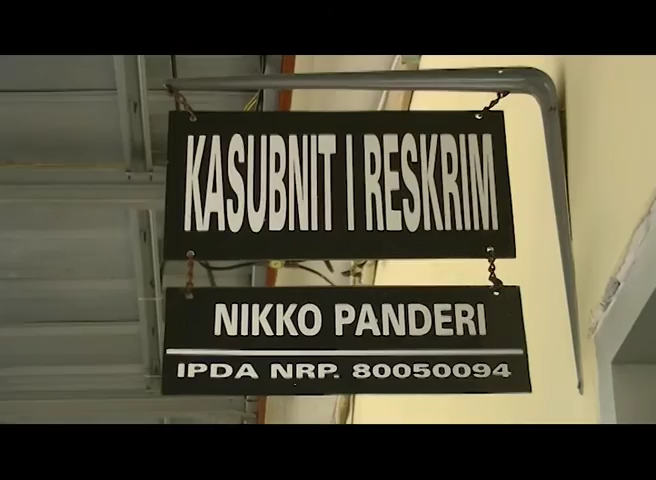 KASUBNIT I RESKRIM
NIKKO PANDERI
IPDA NRP. 80050094